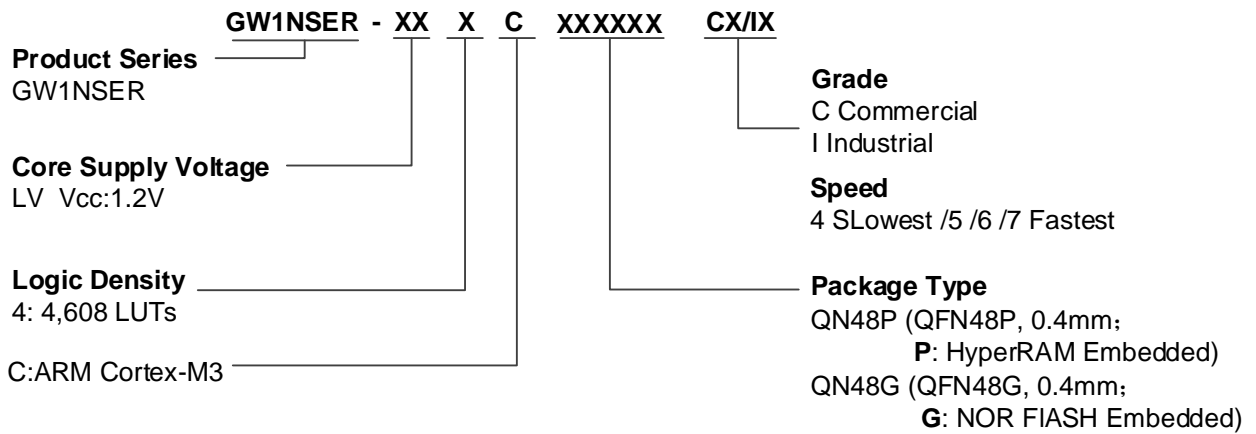 GW1NSER - XX X C XXXXXX CX/IX
Product Series
GW1NSER
Core Supply Voltage
LV Vcc:1.2V
Logic Density
4: 4,608 LUTs
C:ARM Cortex-M3
Grade
C Commercial
I Industrial
Speed
4 SLowest /5 /6 /7 Fastest
Package Type
QN48P (QFN48P, 0.4mm；
P: HyperRAM Embedded)
QN48G (QFN48G, 0.4mm；
G: NOR FlASH Embedded)